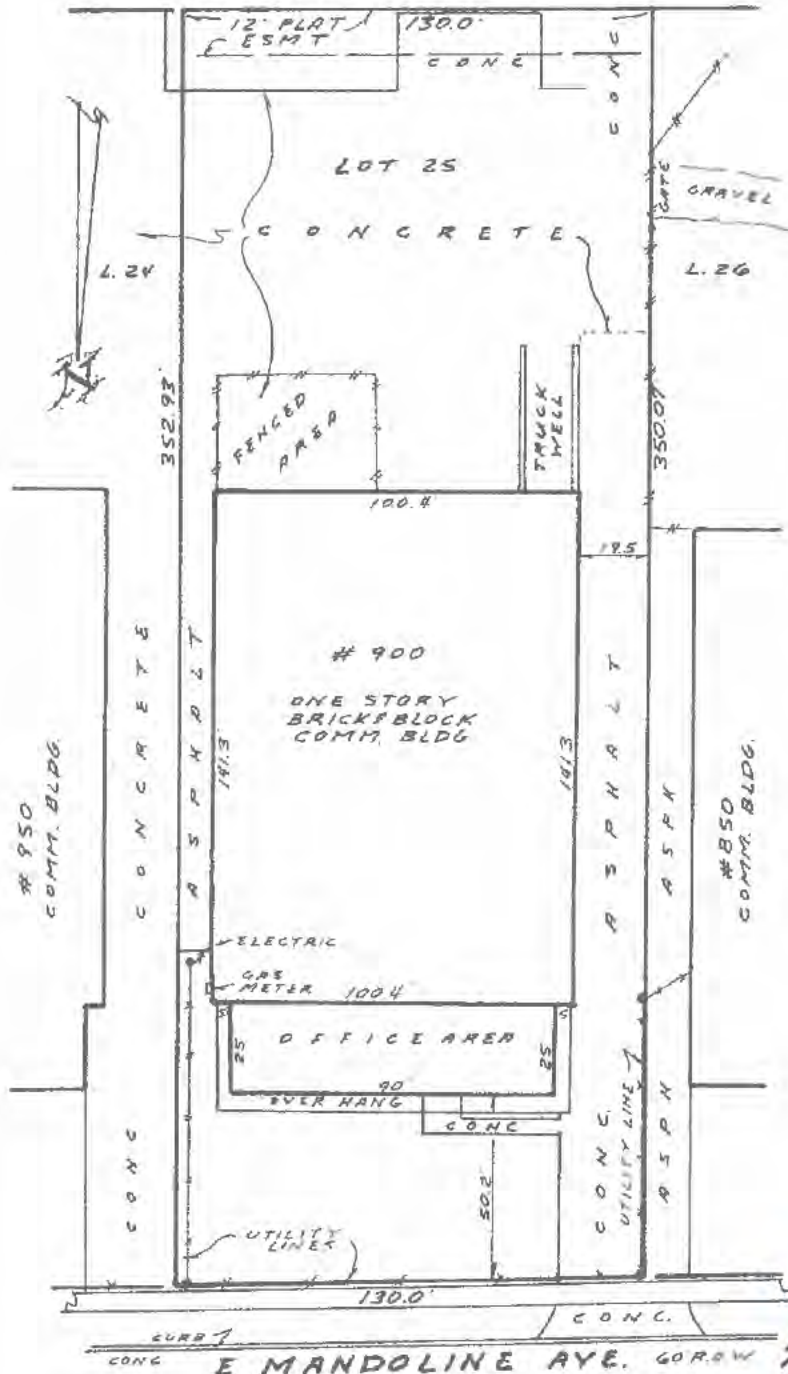 12' PLAT
ESMT
130.0'
CONC
CONC
LOT 25
GATE
GRAVEL
CONCRETE
L. 24
L. 26
352.93'
350.07'
FENCED
AREA
TRUCK
WELL
100.4
19.5
# 900
ONE STORY
BRICK & BLOCK
COMM. BLDG
141.3
141.3
CONCRETE
ASPHALT
ASPHALT
ASPH
# 950
COMM. BLDG.
#850
COMM. BLDG.
ELECTRIC
GAS
METER
100.4
OFFICE AREA
25
25
90
OVER HANG
CONC
CONC
CONC.
UTILITY LINE
ASPH
50.2
UTILITY
LINES
130.0'
CONC.
CURB
CONC
E MANDOLINE AVE. 60 R.O.W